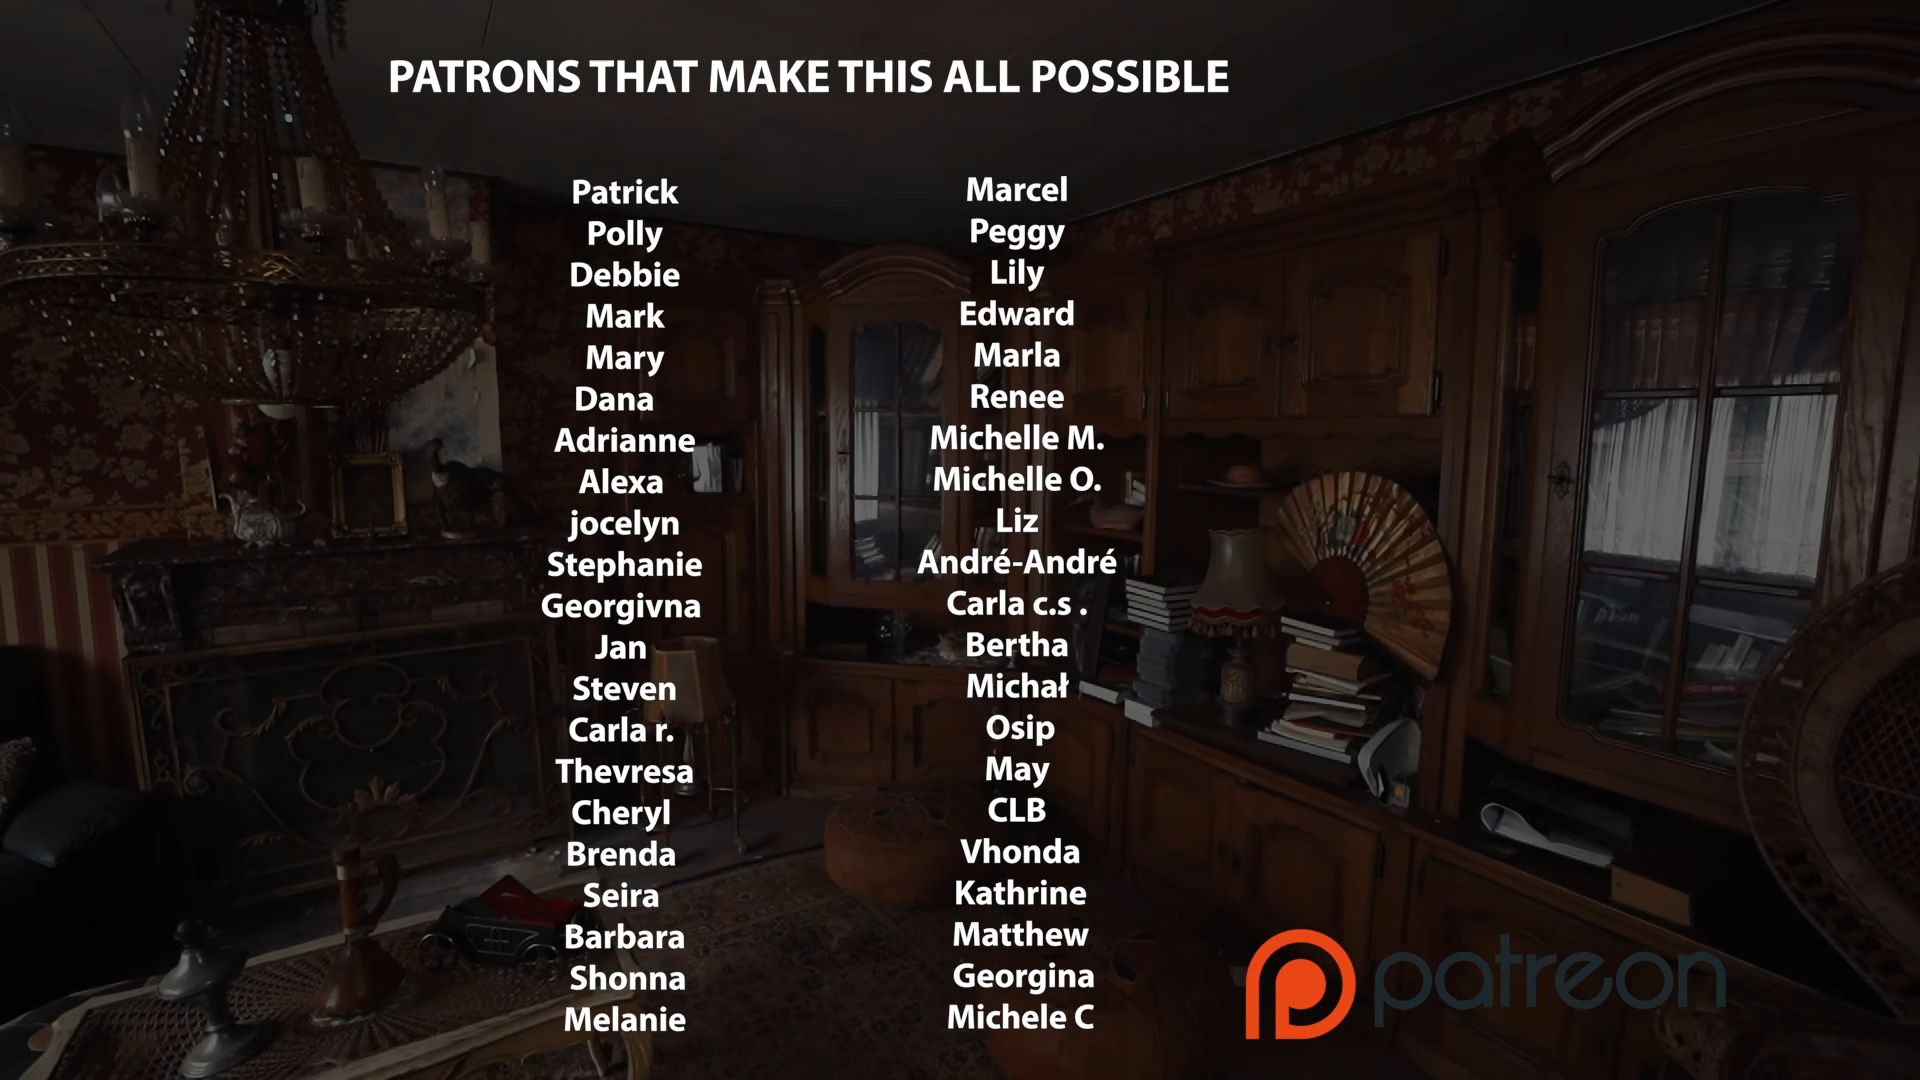 PATRONS THAT MAKE THIS ALL POSSIBLE
Patrick
Polly
Debbie
Mark
Mary
Dana
Adrianne
Alexa
jocelyn
Stephanie
Georgivna
Jan
Steven
Carla r.
Thevresa
Cheryl
Brenda
Seira
Barbara
Shonna
Melanie
Marcel
Peggy
Lily
Edward
Marla
Renee
Michelle M.
Michelle O.
Liz
André-André
Carla c.s .
Bertha
Michał
Osip
May
CLB
Vhonda
Kathrine
Matthew
Georgina
Michele C
patreon